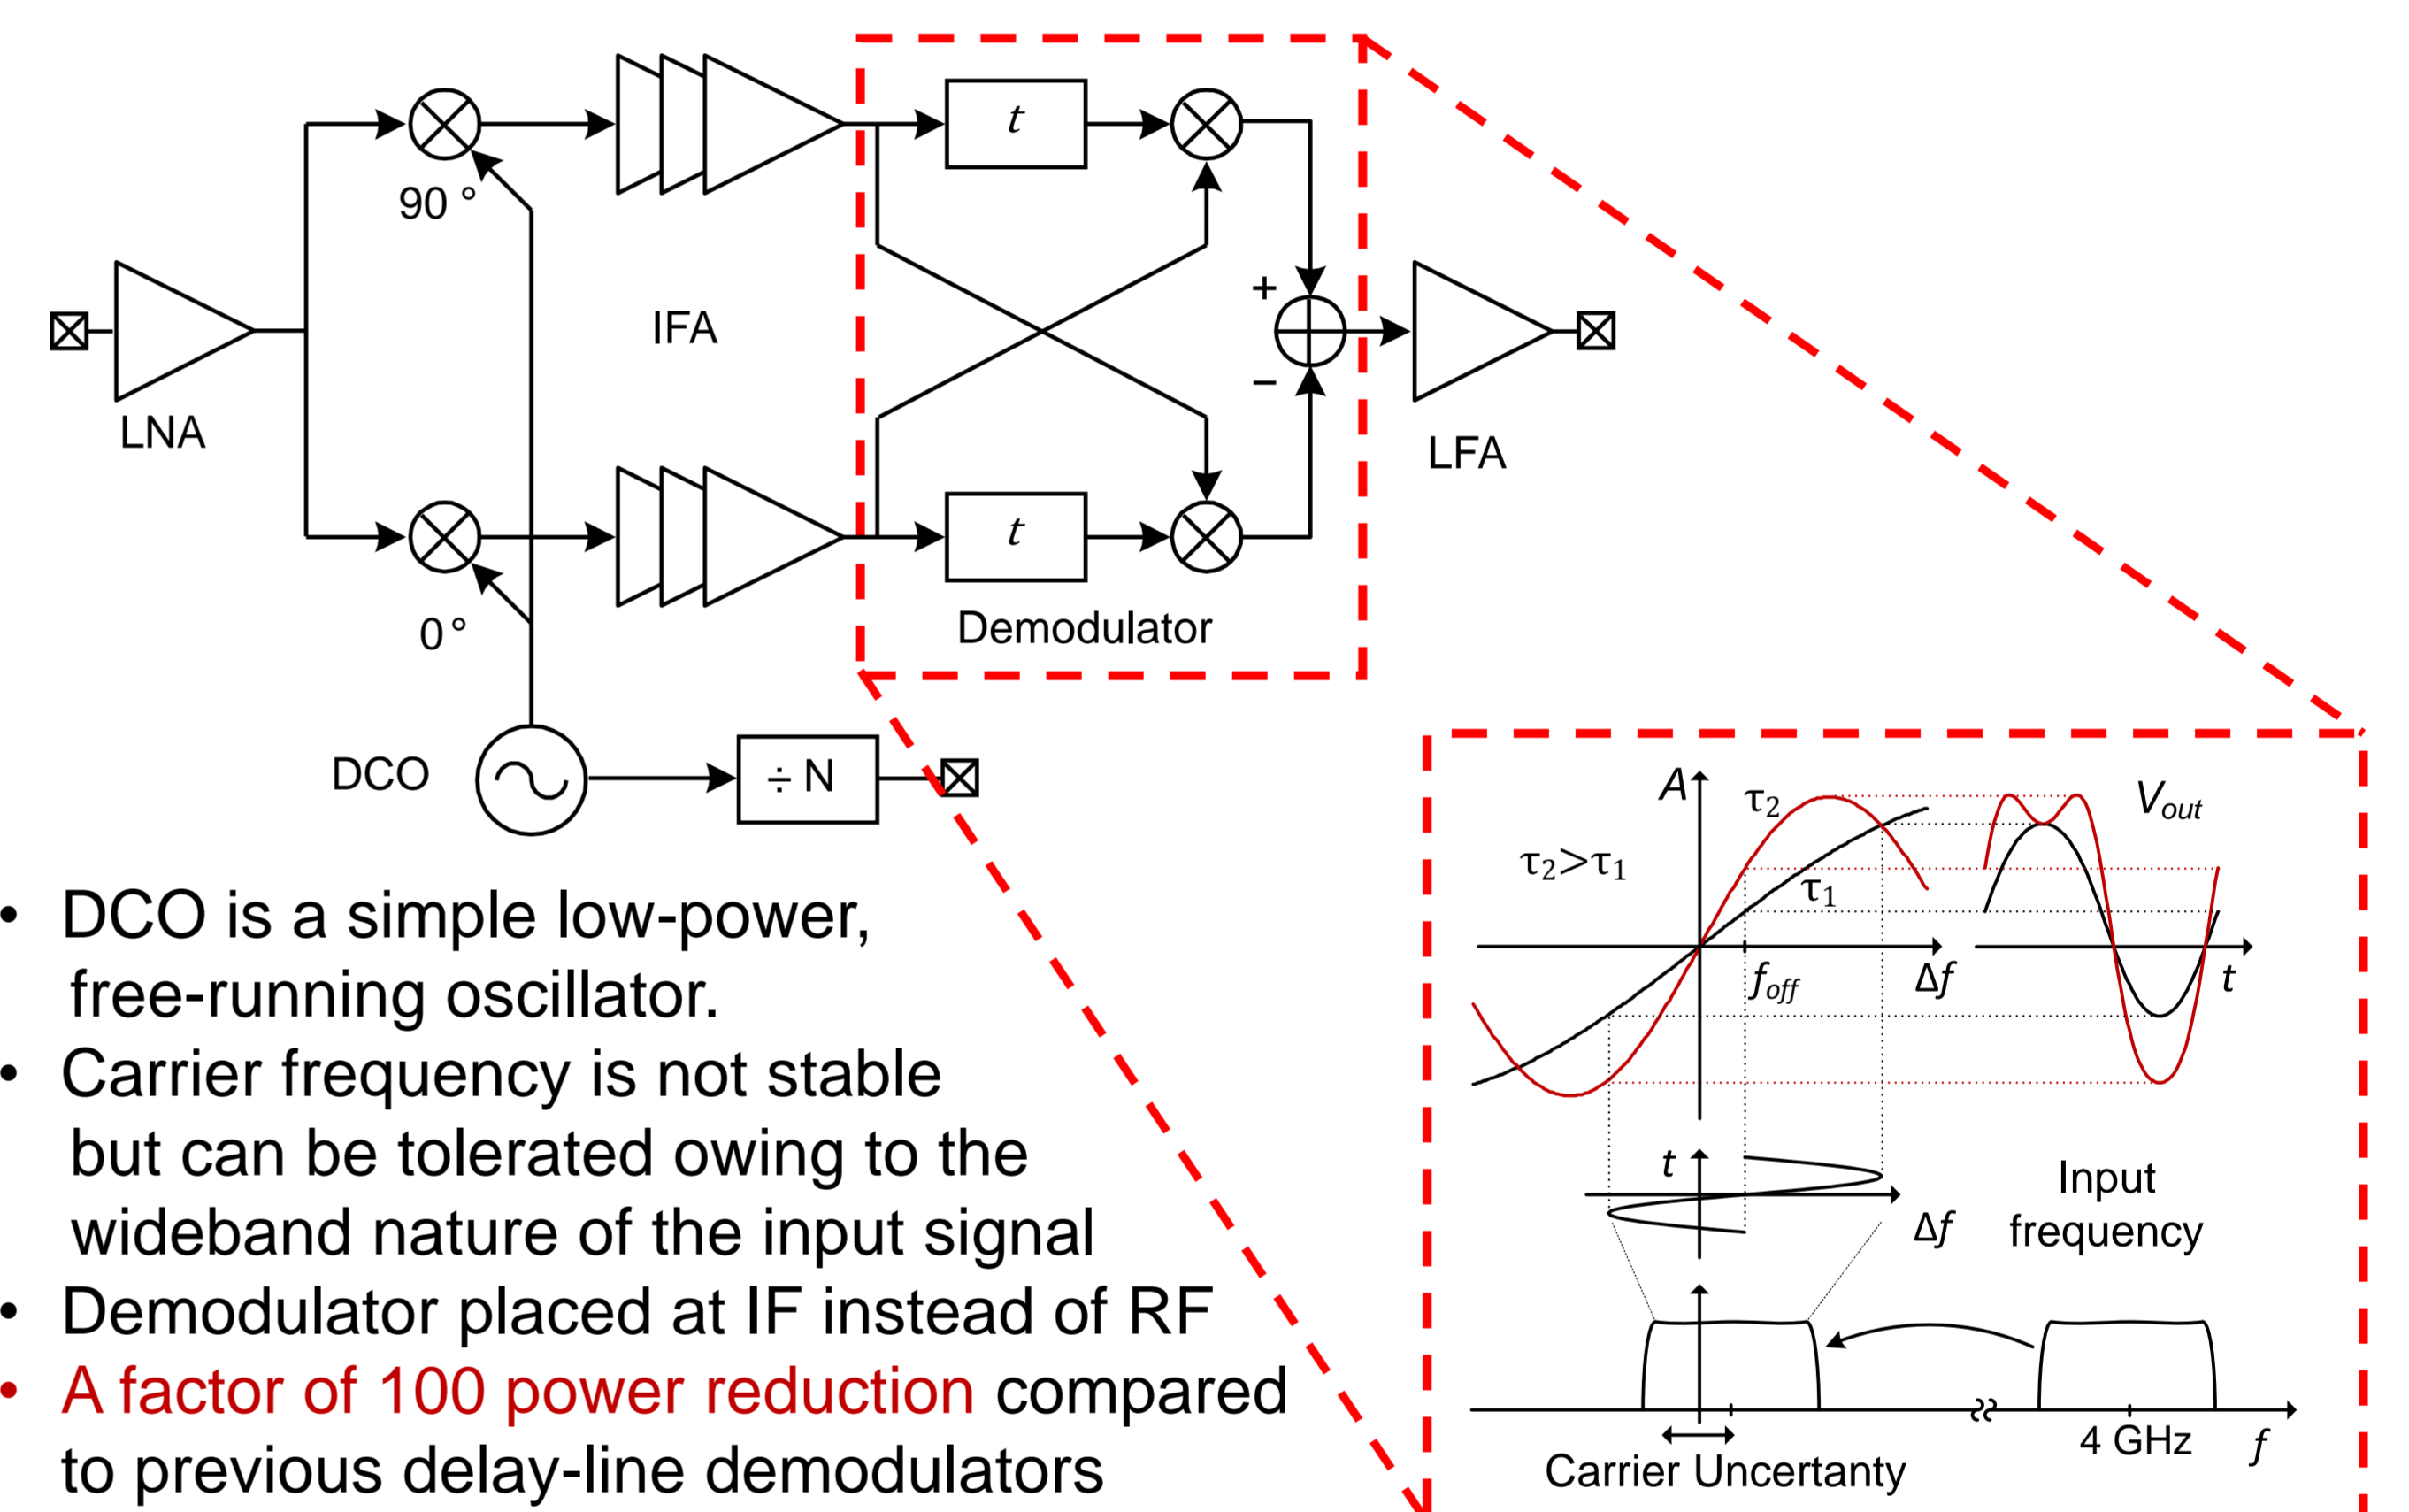 90 °
t
IFA
+
−
LNA
LFA
t
0 °
Demodulator
DCO
÷ N
A
τ2
Vout
τ2>τ1
τ1
foff
Δf
t
t
Δf
Input
frequency
4 GHz
f
Carrier Uncertanty
• DCO is a simple low-power,
free-running oscillator.
• Carrier frequency is not stable
but can be tolerated owing to the
wideband nature of the input signal
• Demodulator placed at IF instead of RF
• A factor of 100 power reduction compared
to previous delay-line demodulators